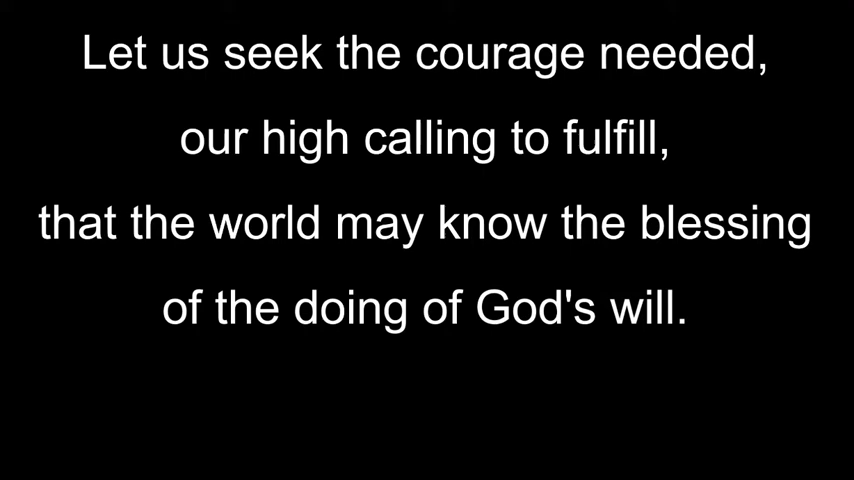 Let us seek the courage needed,
our high calling to fulfill,
that the world may know the blessing
of the doing of God's will.